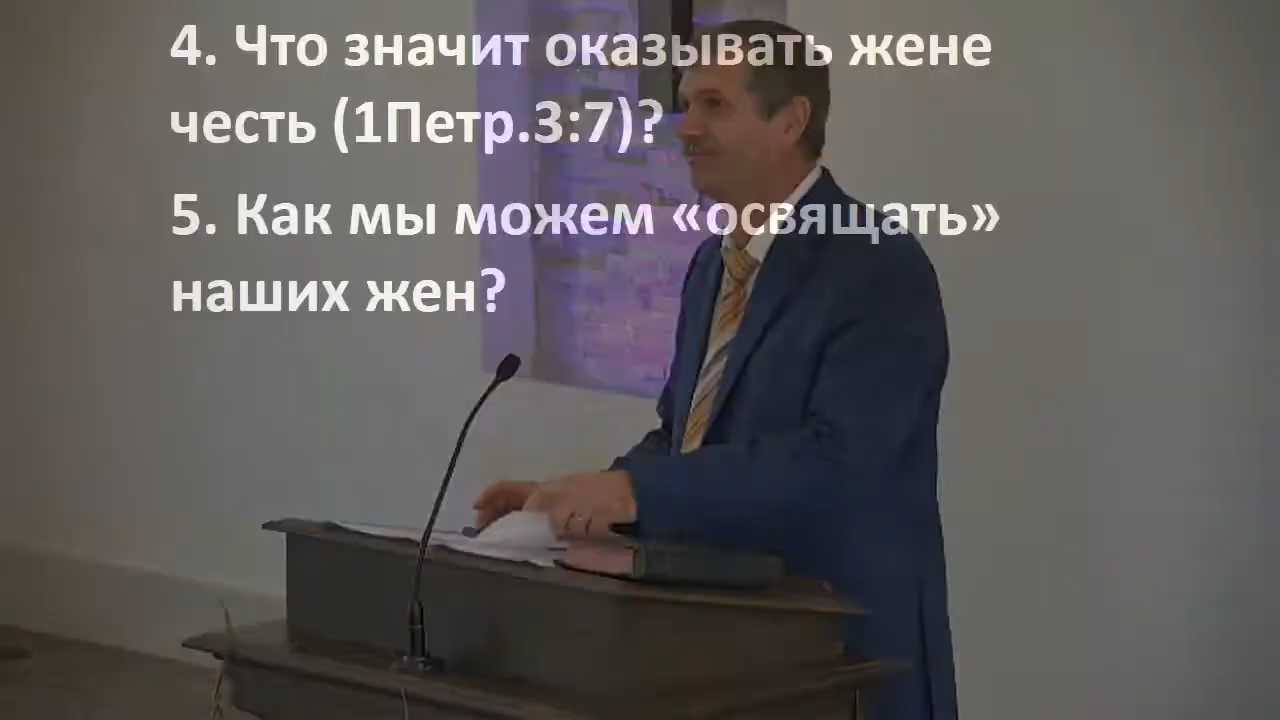 4. Что значит оказывать жене
честь (1Петр.3:7)?
5. Как мы можем «освящать»
наших жен?